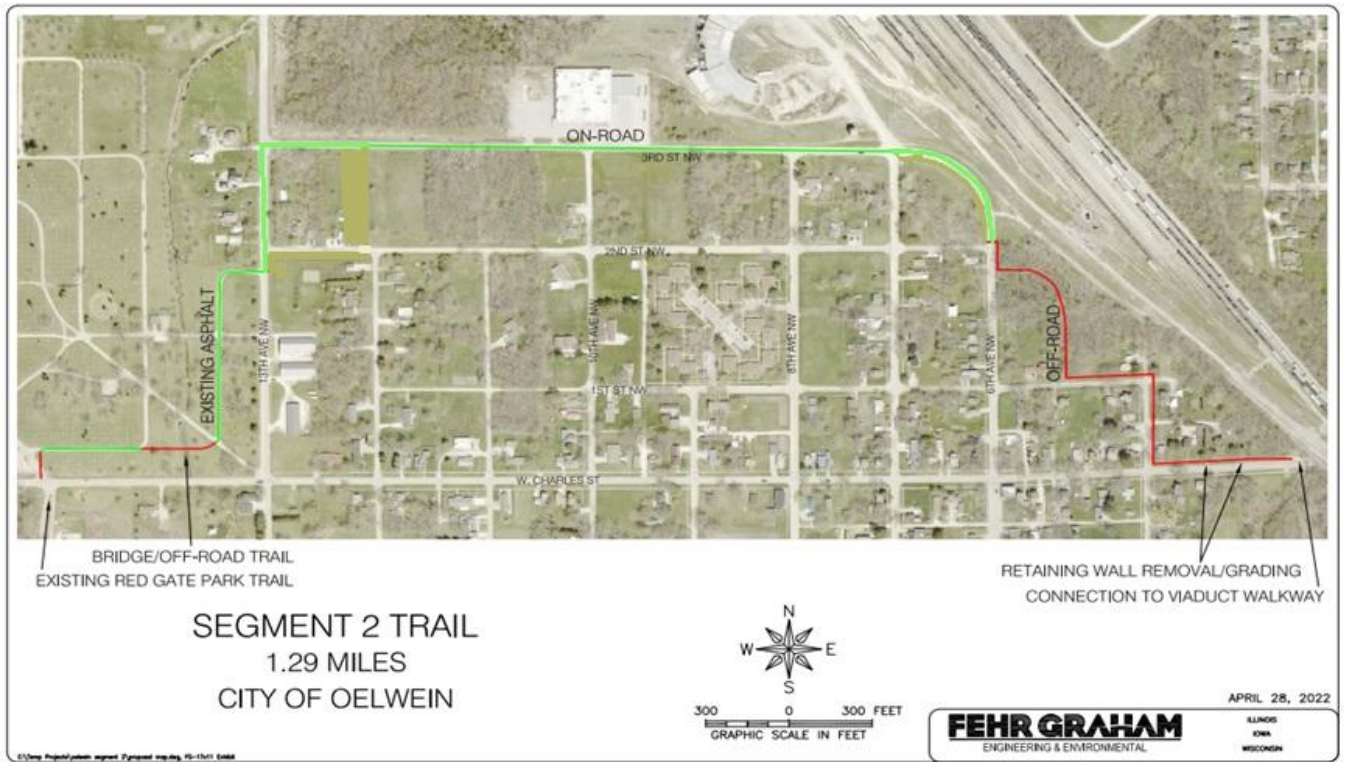 ON-ROAD
3RD ST NW
2ND ST NW
EXISTING ASPHALT
13TH AVE NW
10TH AVE NW
8TH AVE NW
6TH AVE NW
OFF-ROAD
1ST ST NW
W. CHARLES ST
BRIDGE/OFF-ROAD TRAIL
EXISTING RED GATE PARK TRAIL
RETAINING WALL REMOVAL/GRADING
CONNECTION TO VIADUCT WALKWAY
SEGMENT 2 TRAIL
1.29 MILES
CITY OF OELWEIN
N
W E
S
300 0 300 FEET
GRAPHIC SCALE IN FEET
APRIL 28, 2022
FEHR GRAHAM
ENGINEERING & ENVIRONMENTAL
ILLINOIS
IOWA
WISCONSIN